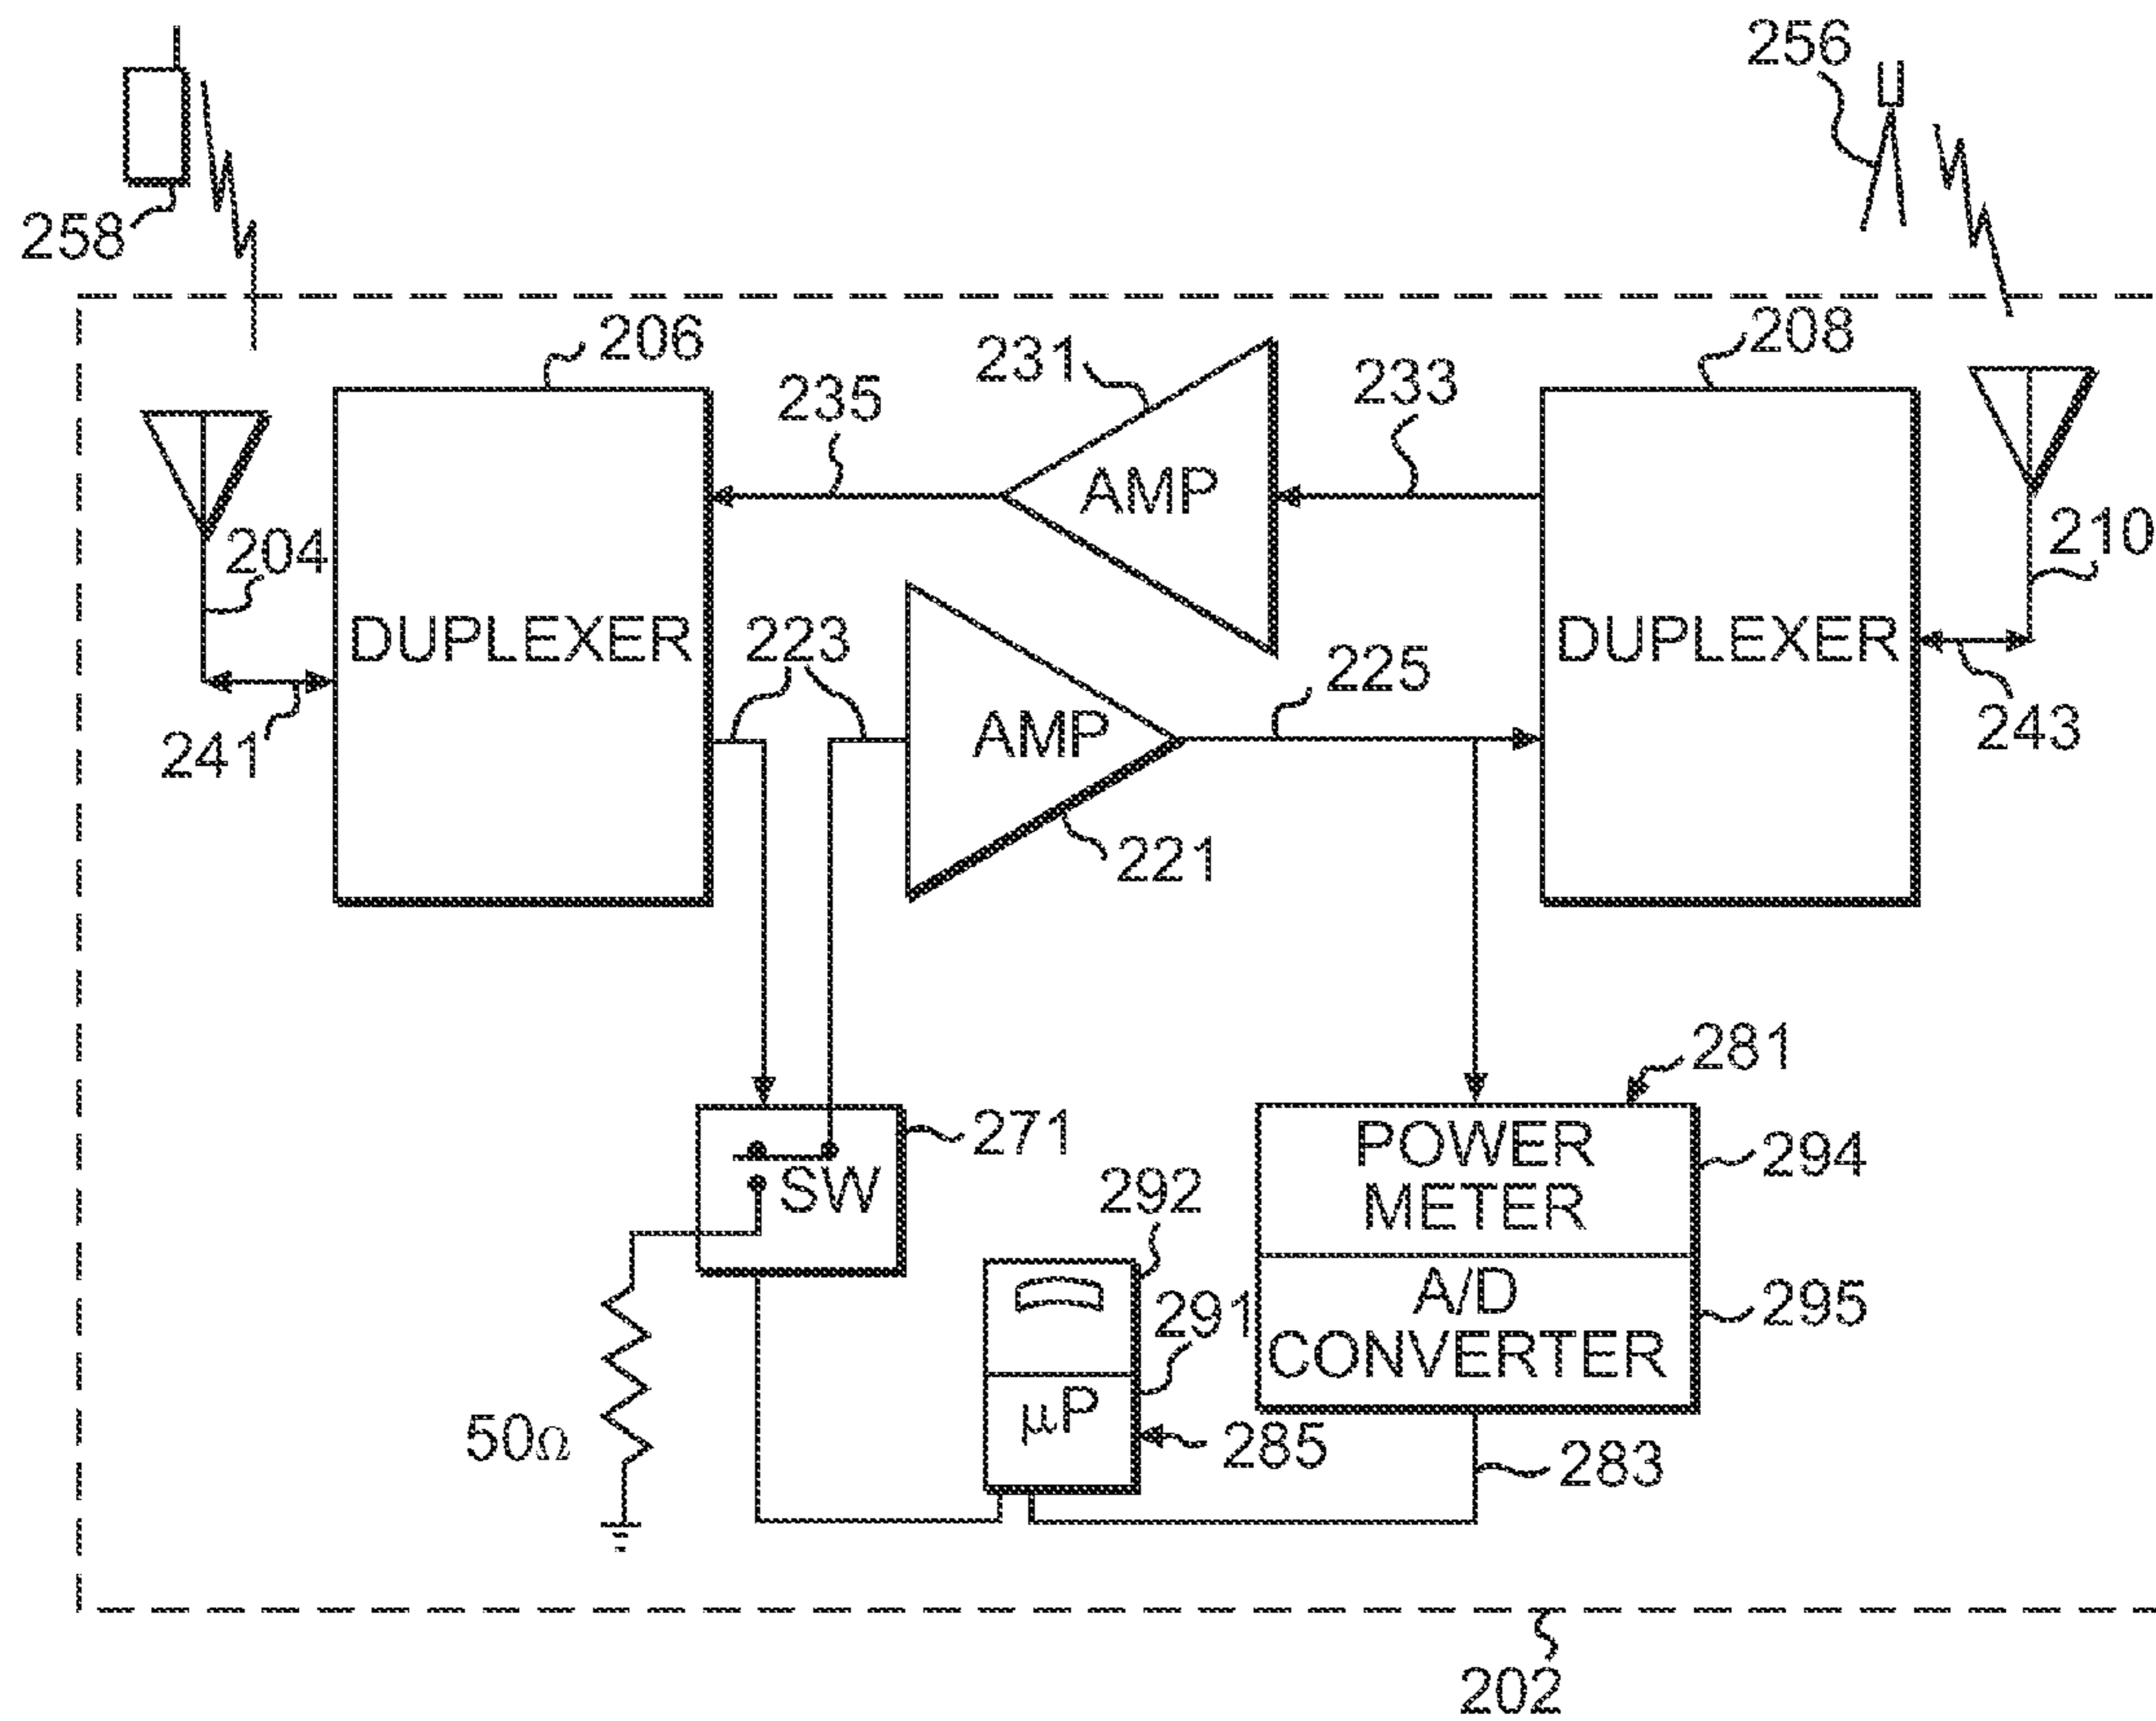 256
258
206
231
208
235
233
AMP
204
210
DUPLEXER
223
DUPLEXER
225
AMP
241
243
221
281
271
POWER
METER
294
SW
292
A/D
CONVERTER
295
291
µP
50Ω
285
283
202